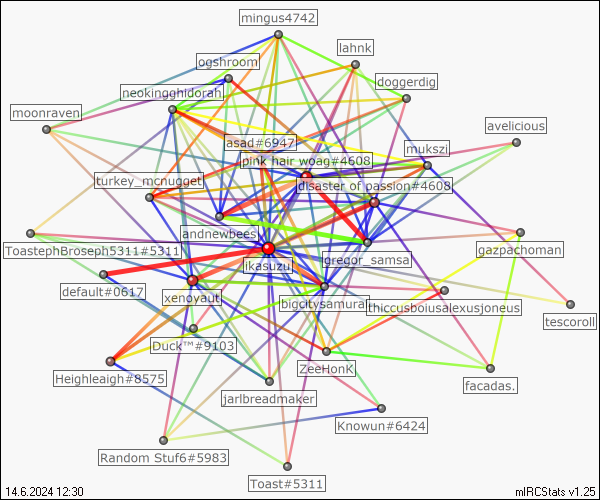 mingus4742
lahnk
ogshroom
doggerdig
neokingghidorah
moonraven
avelicious
asad#6947
mukszi
pink hair woag#4608
turkey_mcnugget
disaster of passion#4608
andrewbees
ToastephBroseph5311#5311
gazpachoman
gregor_samsa
ikasuzu
default#0617
xenoyaut
bigcitysamurai
thiccusboiusalexusjoneus
tescoroll
Duck™#9103
ZeeHonK
Heighleaigh#8575
facadas.
jarlbreadmaker
Knowun#6424
Random Stuf6#5983
Toast#5311
14.6.2024 12:30
mIRCStats v1.25